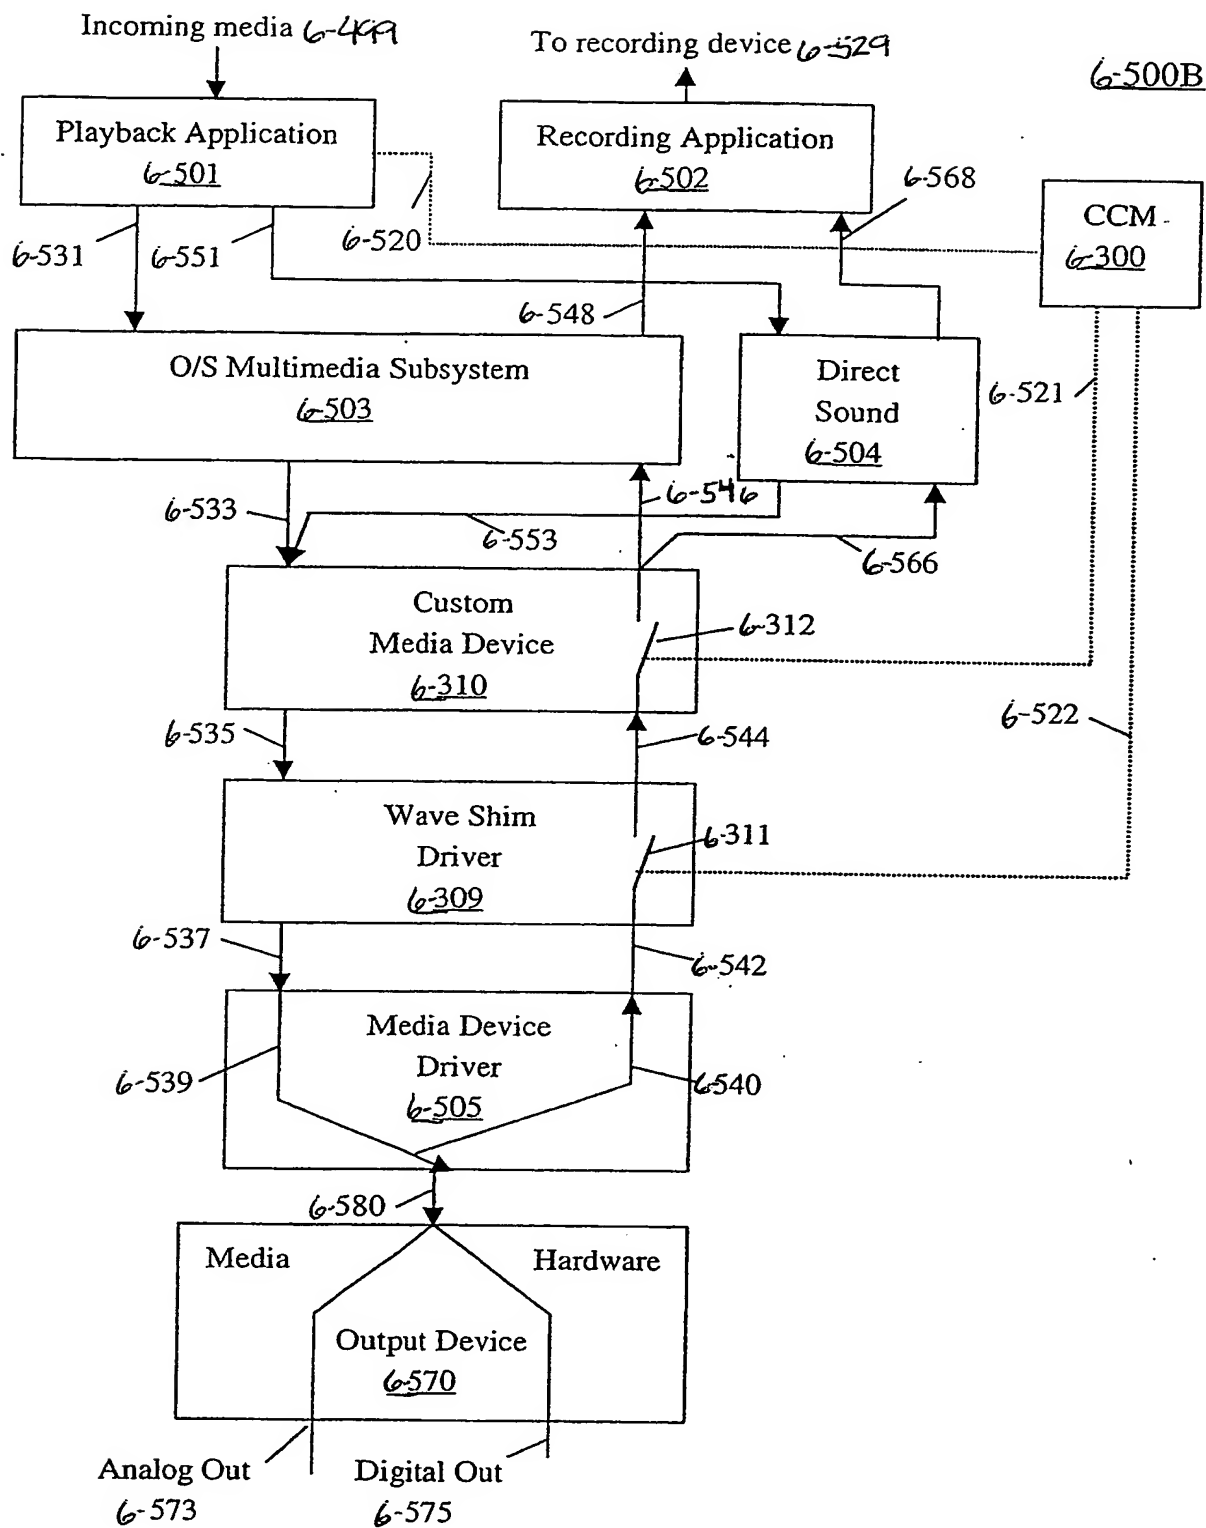 Incoming media 6-499
To recording device 6-529
6-500B
Playback Application
6-501
Recording Application
6-502
6-568
CCM
6-300
6-531
6-551
6-520
6-548
O/S Multimedia Subsystem
6-503
Direct
Sound
6-504
6-521
6-533
6-546
6-553
6-566
Custom
Media Device
6-310
6-312
6-535
6-544
6-522
Wave Shim
Driver
6-309
6-311
6-537
6-542
Media Device
Driver
6-505
6-539
6-540
6-580
Media
Hardware
Output Device
6-570
Analog Out
6-573
Digital Out
6-575